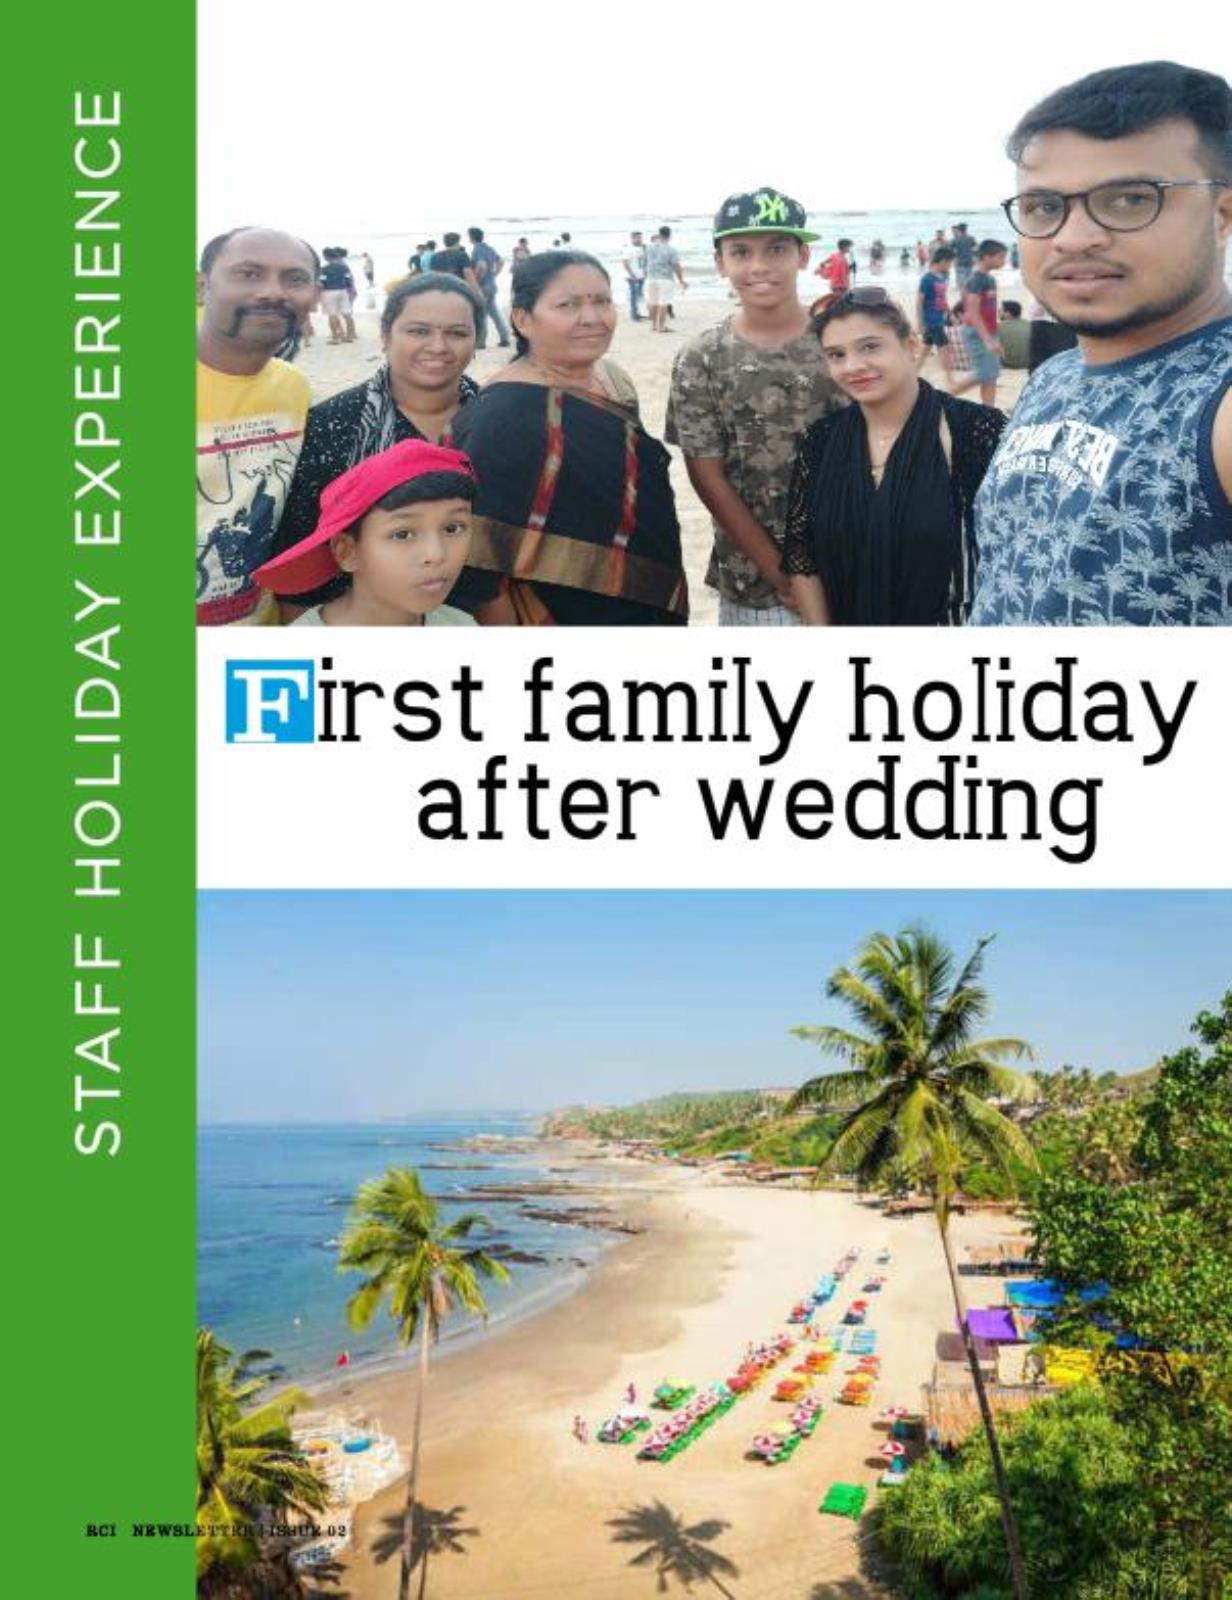 STAFF HOLIDAY EXPERIENCE
First family holiday
after wedding
RCI NEWSLETTER | ISSUE 02